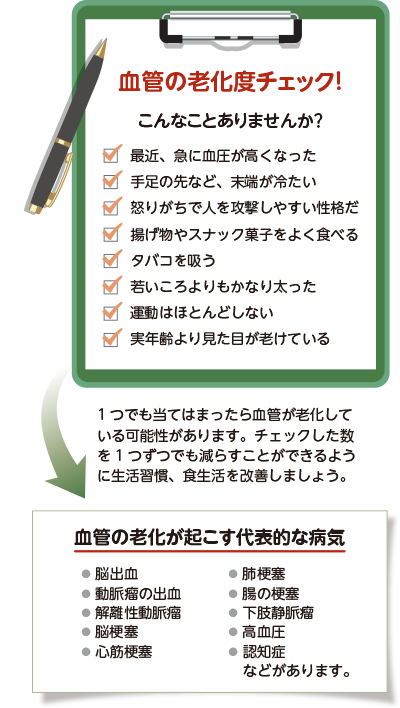 血管の老化度チェック!
こんなことありませんか?
最近、急に血圧が高くなった
手足の先など、末端が冷たい
怒りがちで人を攻撃しやすい性格だ
揚げ物やスナック菓子をよく食べる
タバコを吸う
若いころよりもかなり太った
運動はほとんどしない
実年齢より見た目が老けている
1つでも当てはまったら血管が老化して
いる可能性があります。チェックした数
を1つずつでも減らすことができるよう
に生活習慣、食生活を改善しましょう。
血管の老化が起こす代表的な病気
●脳出血
●動脈瘤の出血
●解離性動脈瘤
●脳梗塞
●心筋梗塞
●肺梗塞
●腸の梗塞
●下肢静脈瘤
●高血圧
●認知症
などがあります。